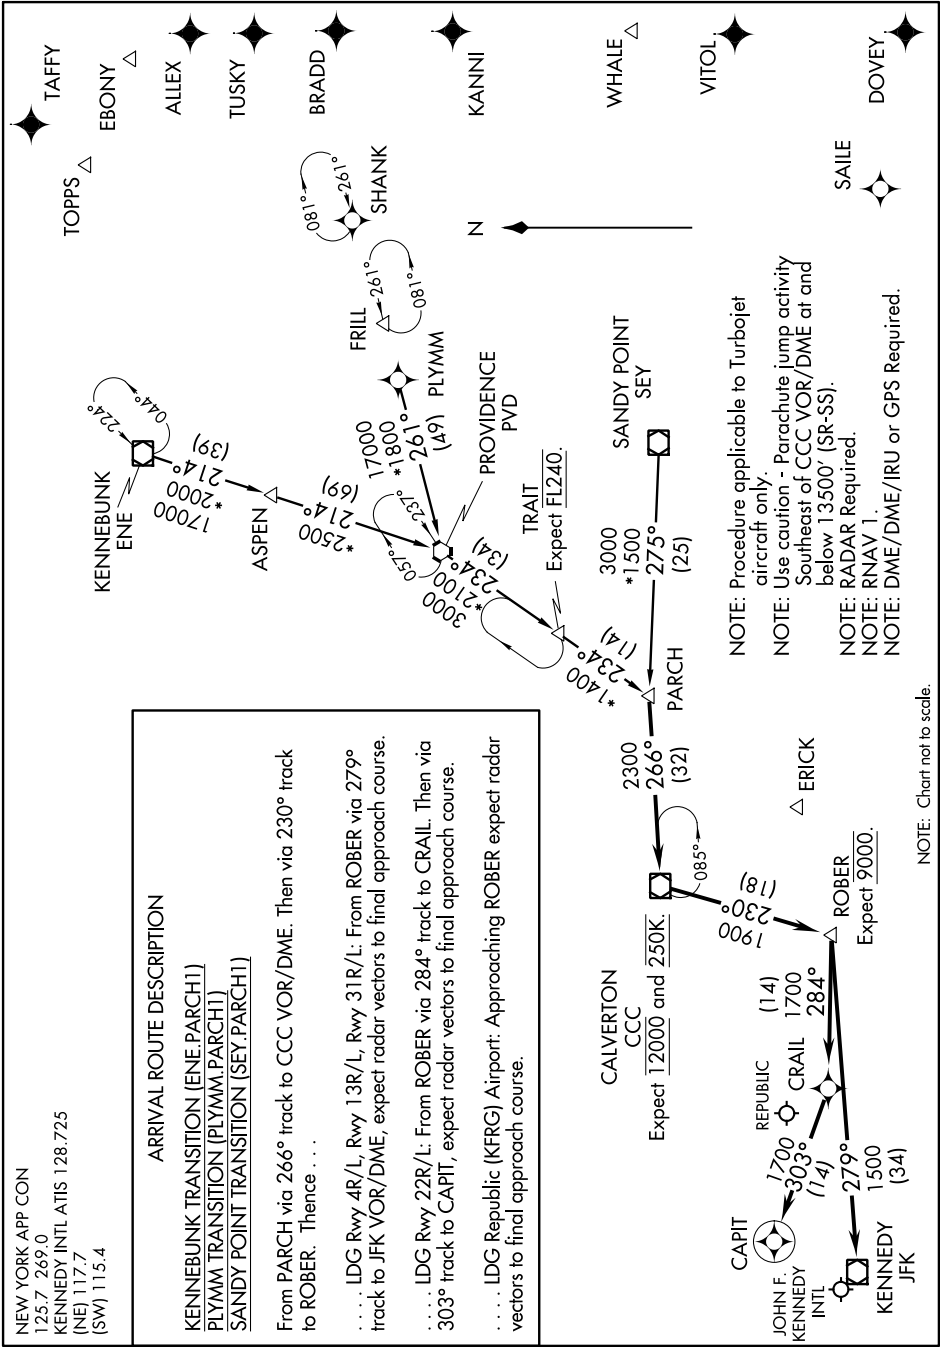 NEW YORK APP CON
125.7 269.0
KENNEDY INTL ATIS 128.725
(NE) 117.7
(SW) 115.4
ARRIVAL ROUTE DESCRIPTION
KENNEBUNK TRANSITION (ENE.PARCH1)
PLYMM TRANSITION (PLYMM.PARCH1)
SANDY POINT TRANSITION (SEY.PARCH1)
From PARCH via 266° track to CCC VOR/DME. Then via 230° track
to ROBER. Thence . . .
. . . . LDG Rwy 4R/L, Rwy 13R/L, Rwy 31R/L: From ROBER via 279°
track to JFK VOR/DME, expect radar vectors to final approach course.
. . . . LDG Rwy 22R/L: From ROBER via 284° track to CRAIL. Then via
303° track to CAPIT, expect radar vectors to final approach course.
. . . . LDG Republic (KFRG) Airport: Approaching ROBER expect radar
vectors to final approach course.
TOPPS
TAFFY
EBONY
ALLEX
TUSKY
BRADD
KANNI
WHALE
VITOL
DOVEY
SAILE
KENNEBUNK
ENE
224°
044°
17000
*2000
214°
(39)
ASPEN
*2500
214°
(69)
SHANK
081°
261°
FRILL
261°
081°
PLYMM
17000
*1800
261°
(49)
PROVIDENCE
PVD
237°
057°
3000
*2100
234°
(34)
TRAIT
Expect FL240.
*1400
234°
(14)
SANDY POINT
SEY
3000
*1500
275°
(25)
PARCH
2300
266°
(32)
N
CALVERTON
CCC
Expect 12000 and 250K.
085°
1900
230°
(18)
ERICK
ROBER
Expect 9000.
(14)
1700
284°
CRAIL
REPUBLIC
1700
303°
(14)
CAPIT
279°
1500
(34)
JOHN F.
KENNEDY
INTL
KENNEDY
JFK
NOTE: Procedure applicable to Turbojet
aircraft only.
NOTE: Use caution - Parachute jump activity
Southeast of CCC VOR/DME at and
below 13500' (SR-SS).
NOTE: RADAR Required.
NOTE: RNAV 1.
NOTE: DME/DME/IRU or GPS Required.
NOTE: Chart not to scale.